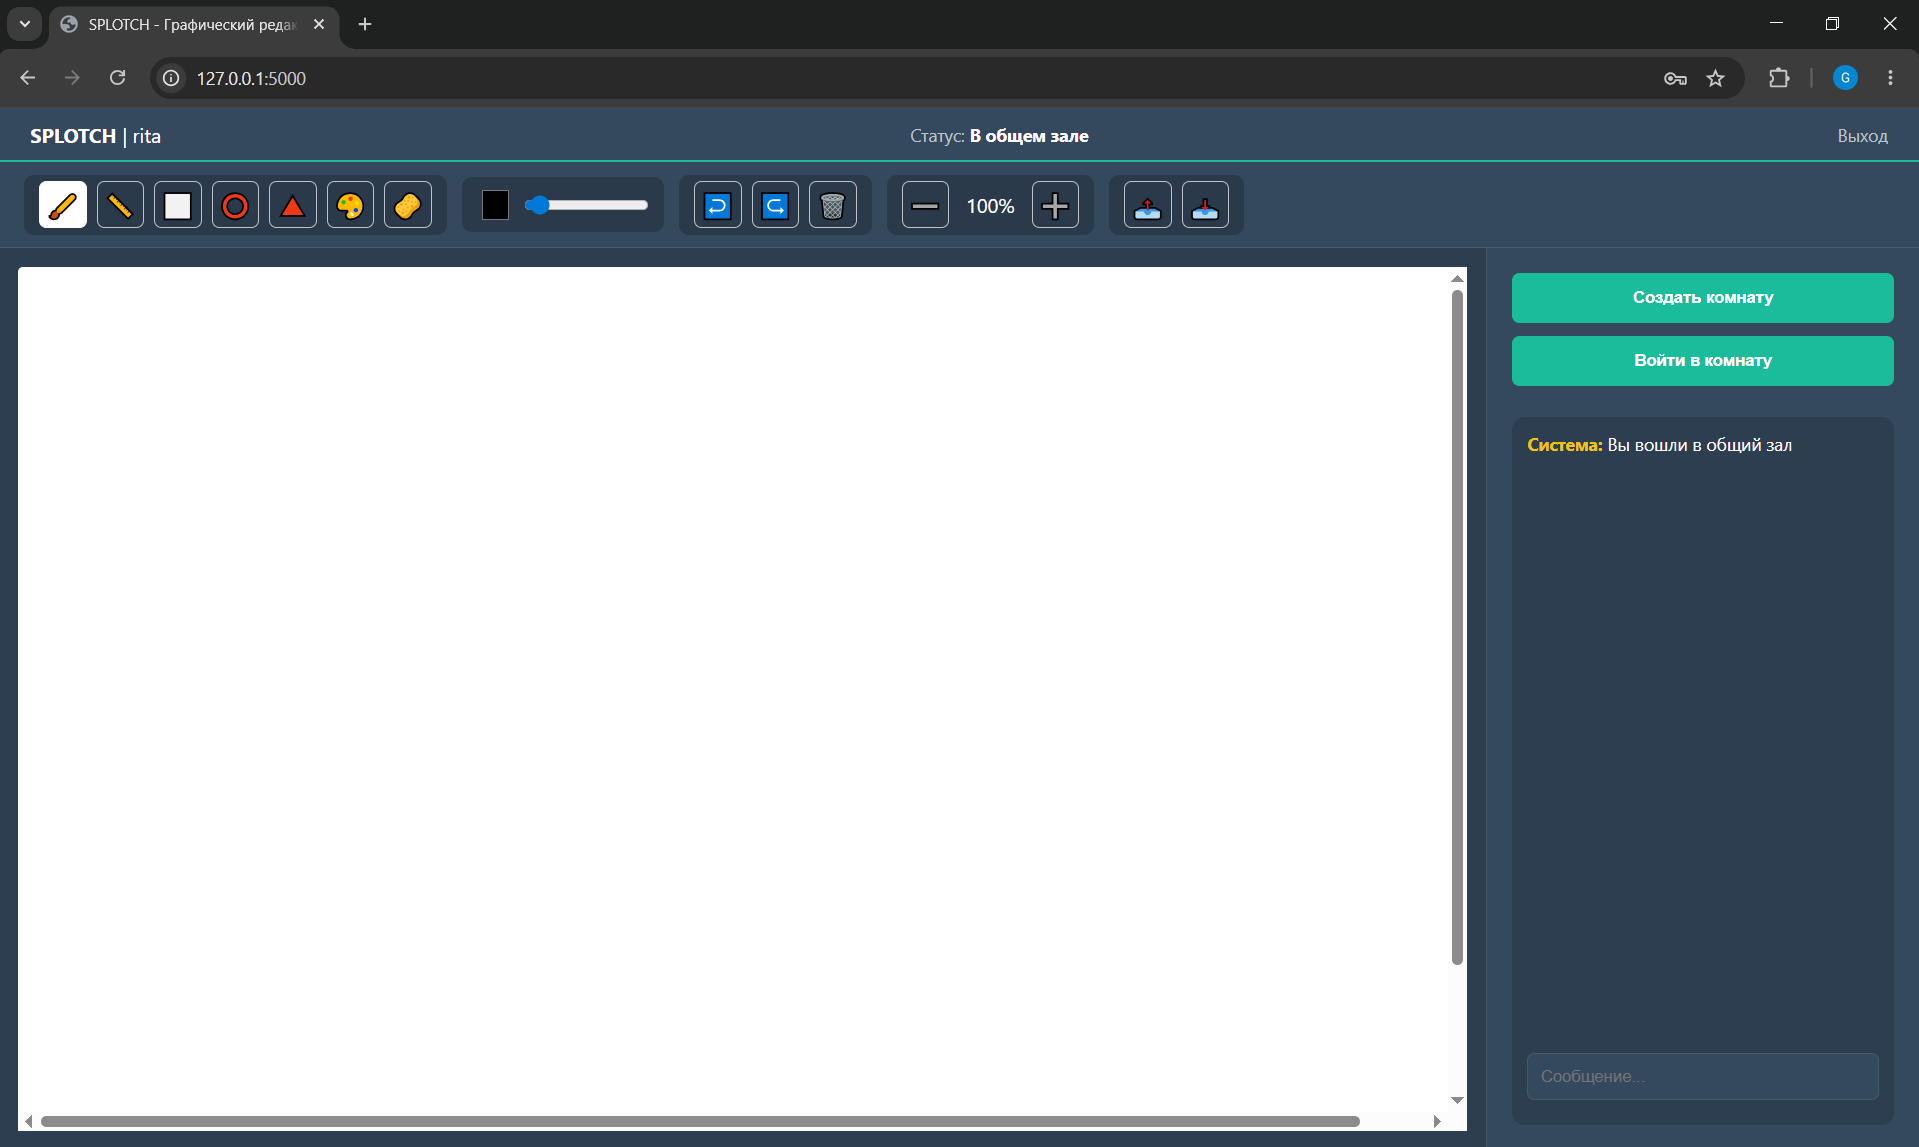 SPLOTCH - Графический редак
127.0.0.1:5000
G
SPLOTCH | rita
Статус: В общем зале
Выход
100%
Создать комнату
Войти в комнату
Система: Вы вошли в общий зал
Сообщение...